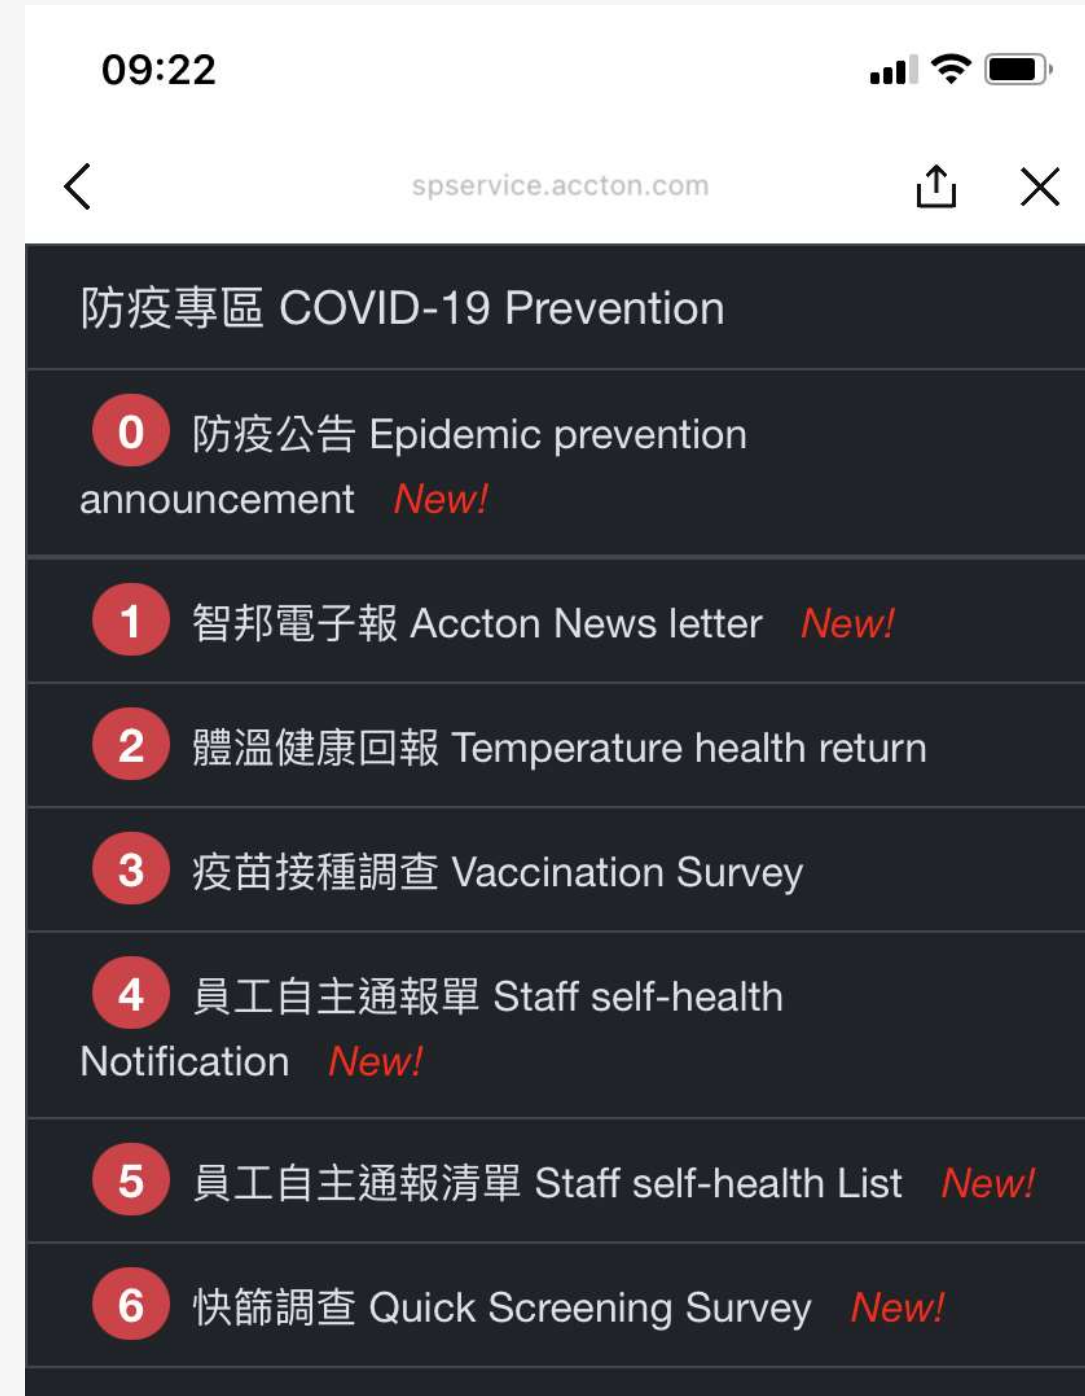 09:22
spservice.accton.com
防疫專區 COVID-19 Prevention
0 防疫公告 Epidemic prevention
announcement New!
1 智邦電子報 Accton News letter New!
2 體溫健康回報 Temperature health return
3 疫苗接種調查 Vaccination Survey
4 員工自主通報單 Staff self-health
Notification New!
5 員工自主通報清單 Staff self-health List New!
6 快篩調查 Quick Screening Survey New!